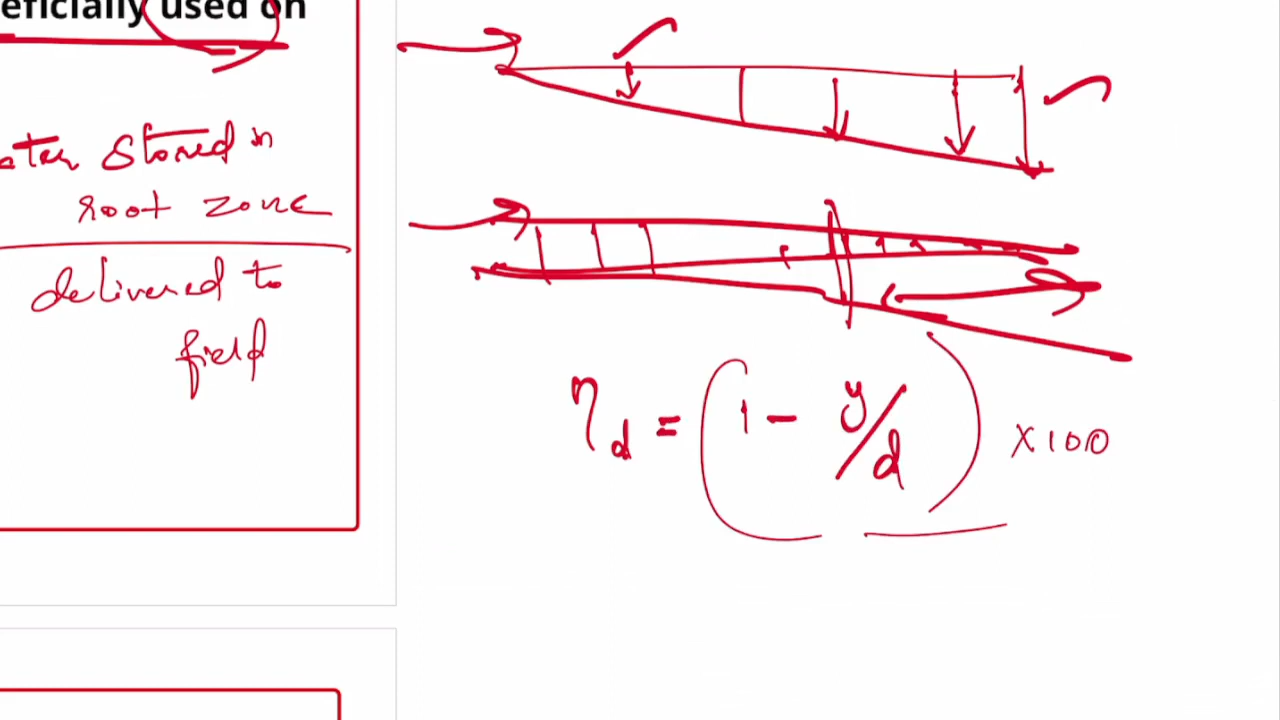 eficially used on
ater stored in
root zone
delivered to
field
η_d = (1 - y/d) × 100